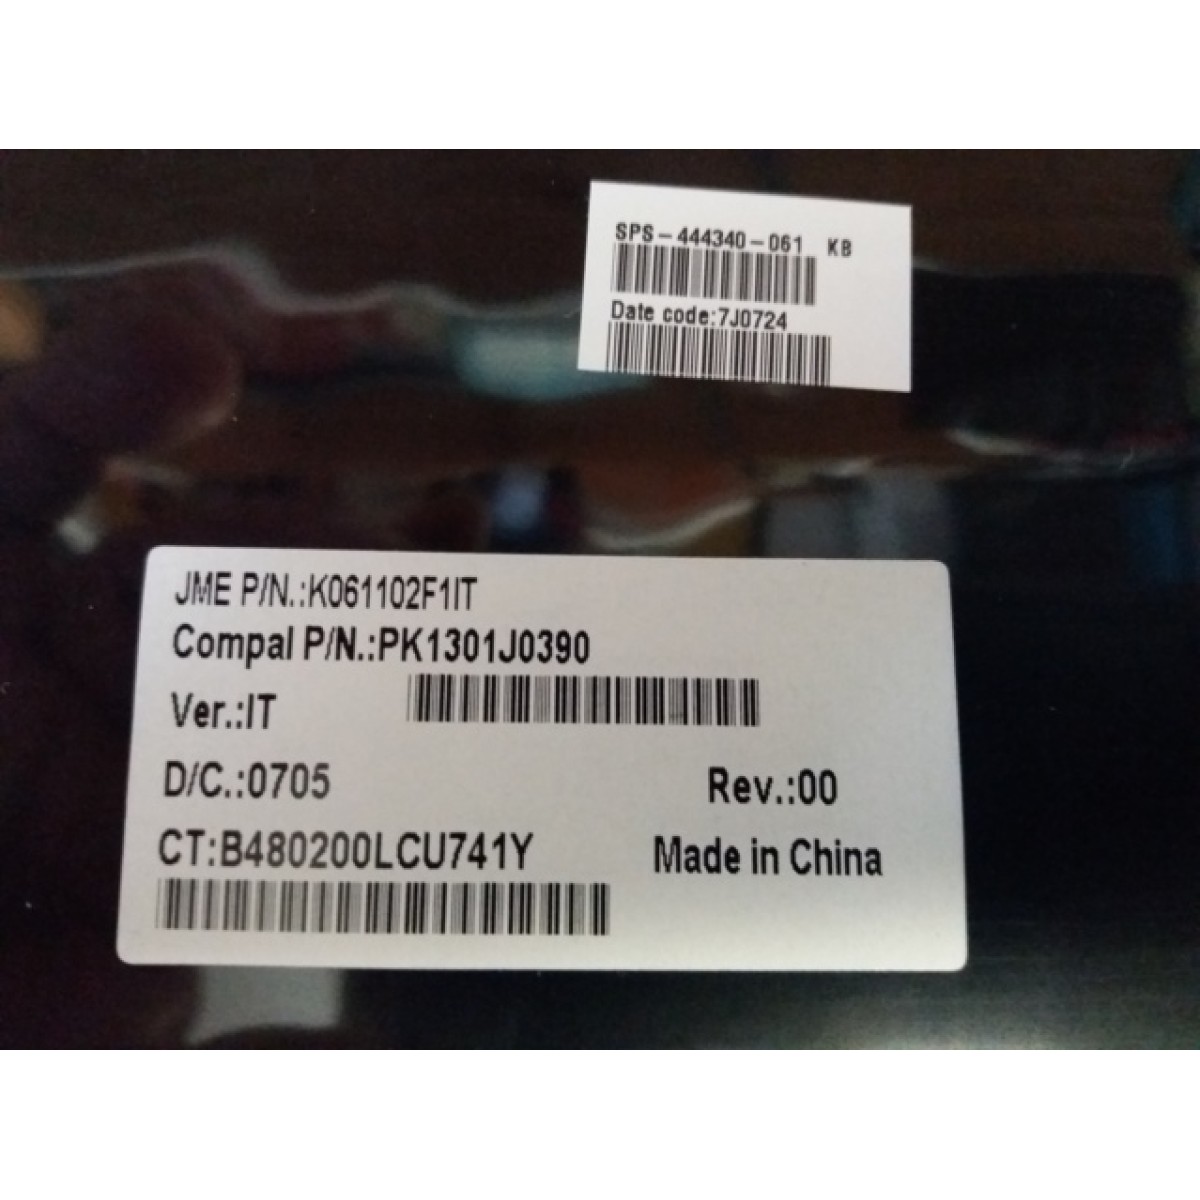 SPS-444340-061 KB
Date code:7J0724
JME P/N.:K061102F1IT
Compal P/N.:PK1301J0390
Ver.:IT
D/C.:0705
Rev.:00
CT:B480200LCU741Y
Made in China